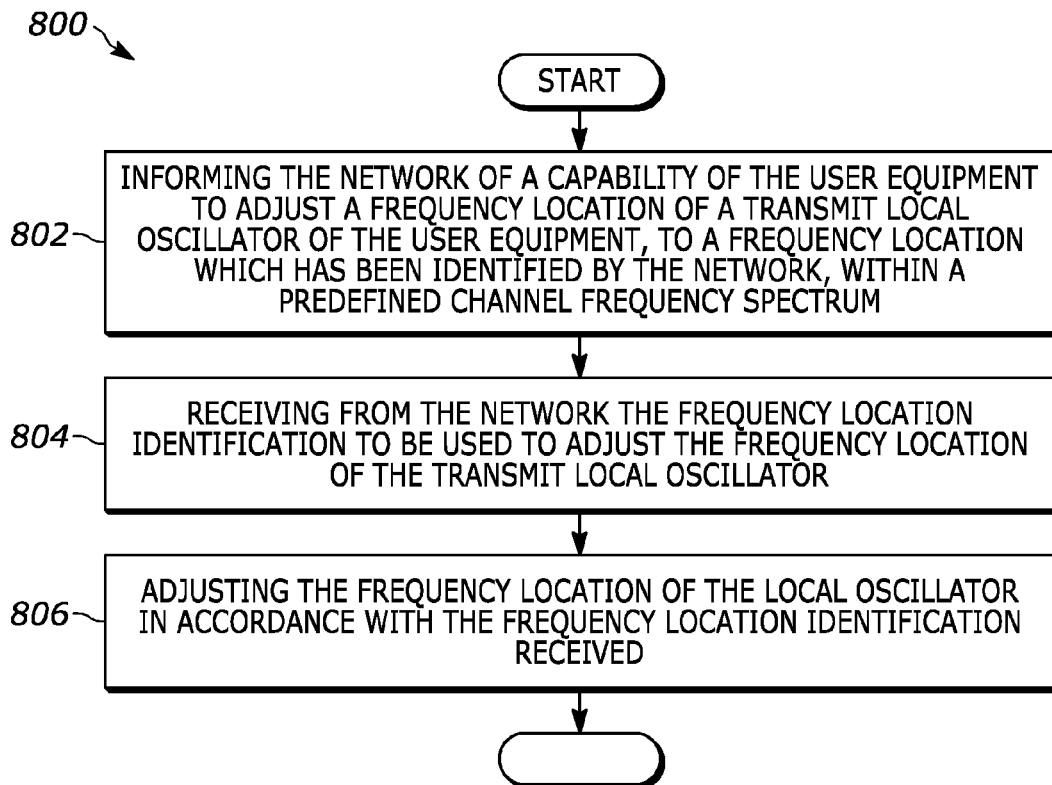 800
START
802
INFORMING THE NETWORK OF A CAPABILITY OF THE USER EQUIPMENT
TO ADJUST A FREQUENCY LOCATION OF A TRANSMIT LOCAL
OSCILLATOR OF THE USER EQUIPMENT, TO A FREQUENCY LOCATION
WHICH HAS BEEN IDENTIFIED BY THE NETWORK, WITHIN A
PREDEFINED CHANNEL FREQUENCY SPECTRUM
804
RECEIVING FROM THE NETWORK THE FREQUENCY LOCATION
IDENTIFICATION TO BE USED TO ADJUST THE FREQUENCY LOCATION
OF THE TRANSMIT LOCAL OSCILLATOR
806
ADJUSTING THE FREQUENCY LOCATION OF THE LOCAL OSCILLATOR
IN ACCORDANCE WITH THE FREQUENCY LOCATION IDENTIFICATION
RECEIVED